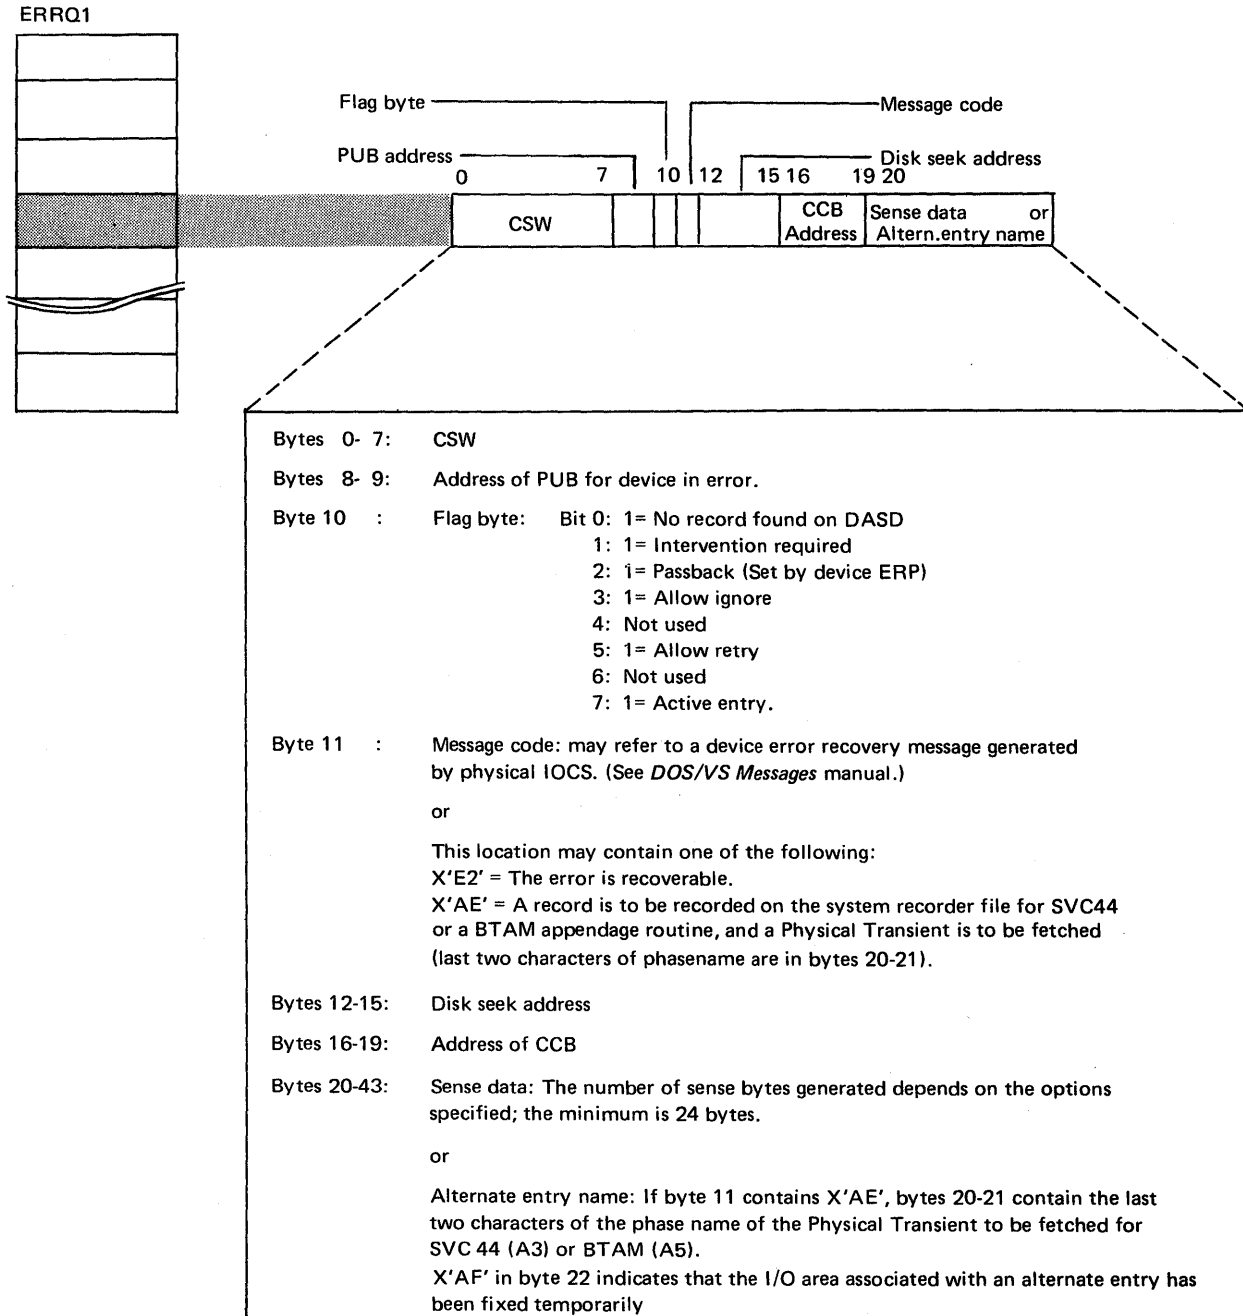 ERRQ1
Flag byte
Message code
PUB address
Disk seek address
0 7 10 12 15 16 19 20
CSW
CCB Address
Sense data or
Altern.entry name
Bytes 0- 7: CSW
Bytes 8- 9: Address of PUB for device in error.
Byte 10 : Flag byte: Bit 0: 1= No record found on DASD
1: 1= Intervention required
2: 1= Passback (Set by device ERP)
3: 1= Allow ignore
4: Not used
5: 1= Allow retry
6: Not used
7: 1= Active entry.
Byte 11 : Message code: may refer to a device error recovery message generated
by physical IOCS. (See DOS/VS Messages manual.)
or
This location may contain one of the following:
X'E2' = The error is recoverable.
X'AE' = A record is to be recorded on the system recorder file for SVC44
or a BTAM appendage routine, and a Physical Transient is to be fetched
(last two characters of phasename are in bytes 20-21).
Bytes 12-15: Disk seek address
Bytes 16-19: Address of CCB
Bytes 20-43: Sense data: The number of sense bytes generated depends on the options
specified; the minimum is 24 bytes.
or
Alternate entry name: If byte 11 contains X'AE', bytes 20-21 contain the last
two characters of the phase name of the Physical Transient to be fetched for
SVC 44 (A3) or BTAM (A5).
X'AF' in byte 22 indicates that the I/O area associated with an alternate entry has
been fixed temporarily